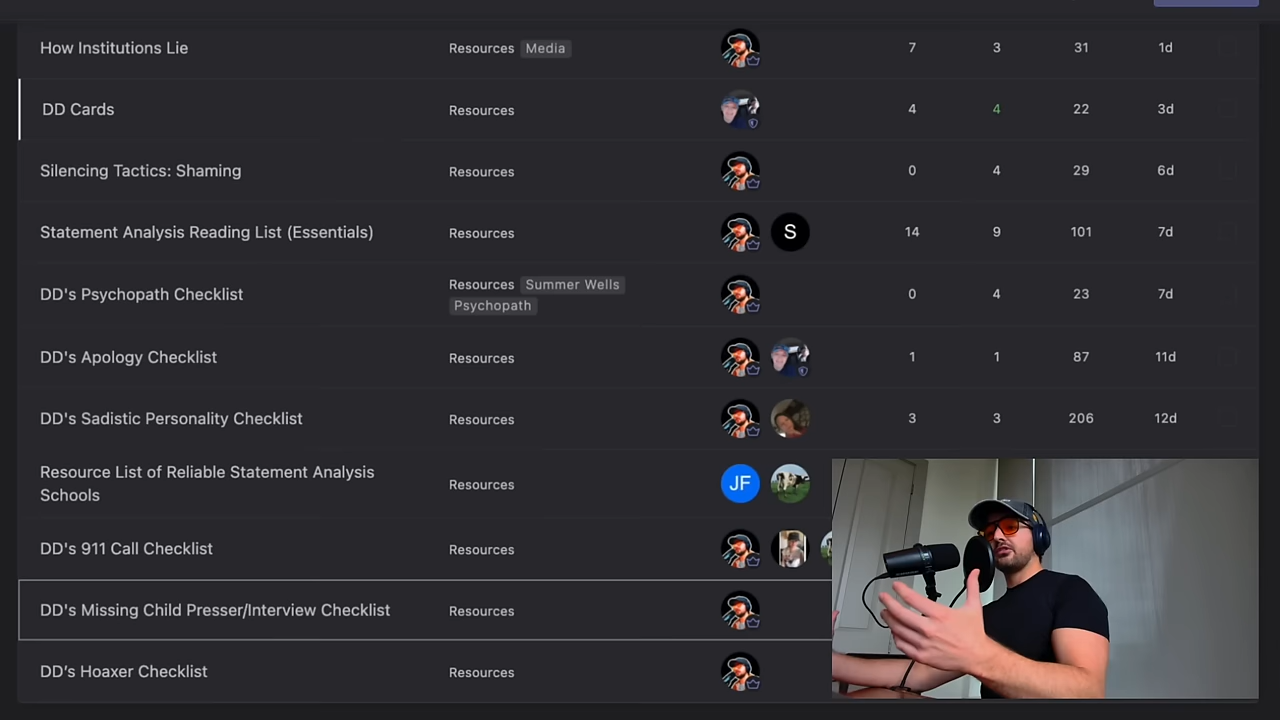 How Institutions Lie Resources Media 7 3 31 1d
DD Cards Resources 4 4 22 3d
Silencing Tactics: Shaming Resources 0 4 29 6d
Statement Analysis Reading List (Essentials) Resources S 14 9 101 7d
DD's Psychopath Checklist Resources Summer Wells 0 4 23 7d
Psychopath
DD's Apology Checklist Resources 1 1 87 11d
DD's Sadistic Personality Checklist Resources 3 3 206 12d
Resource List of Reliable Statement Analysis
Schools Resources JF
DD's 911 Call Checklist Resources
DD's Missing Child Presser/Interview Checklist Resources
DD's Hoaxer Checklist Resources